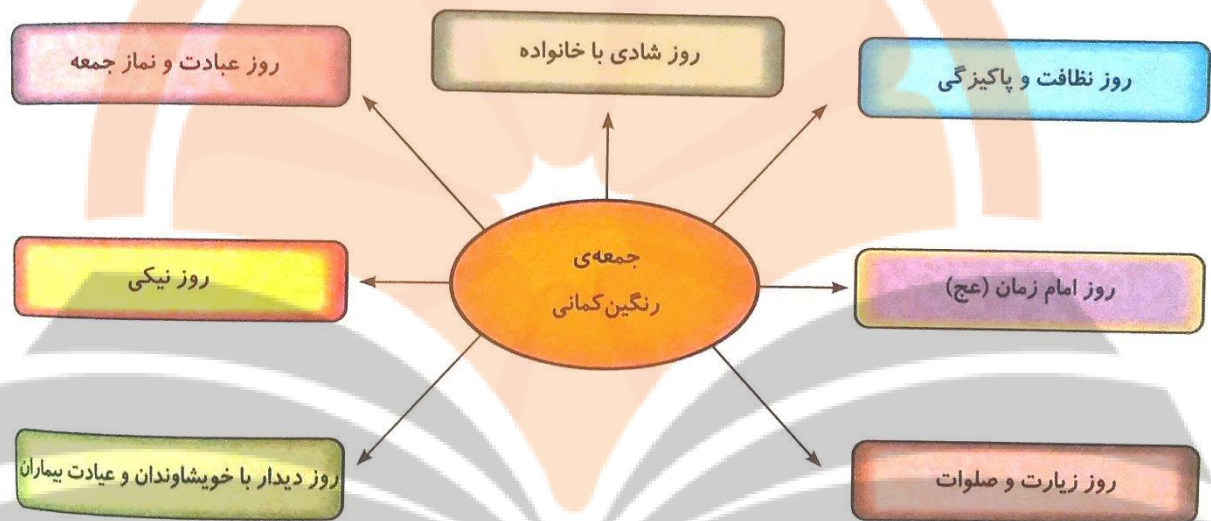 روز شادی با خانواده
روز نظافت و پاکیزگی
روز عبادت و نماز جمعه
جمعه‌ی
رنگین‌کمانی
روز امام زمان (عج)
روز نیکی
روز زیارت و صلوات
روز دیدار با خویشاوندان و عیادت بیماران